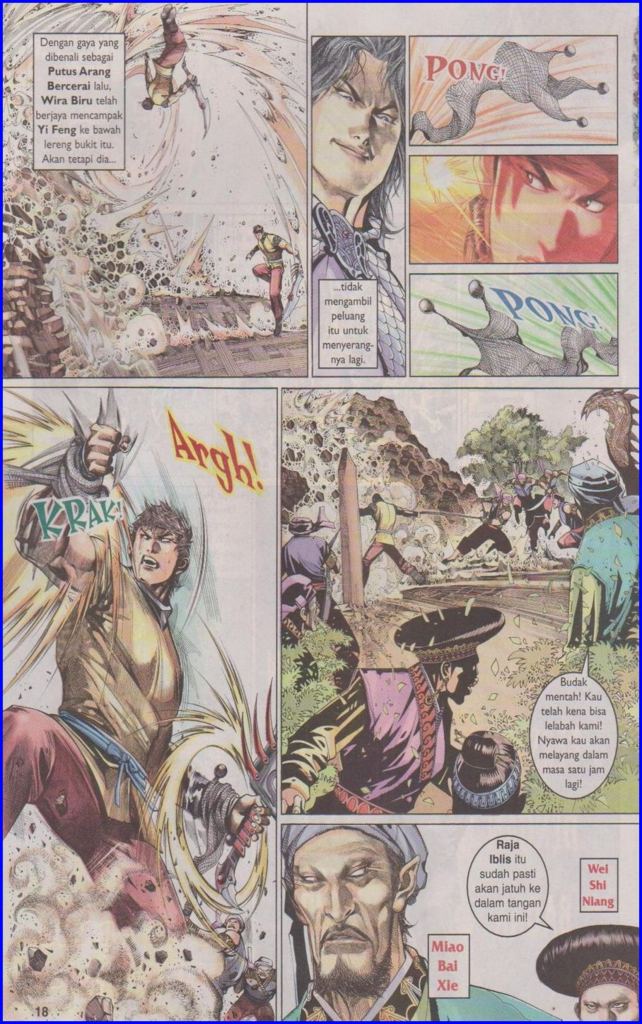 Dengan gaya yang
dibenali sebagai
Putus Arang
Bercerai lalu,
Wira Biru telah
berjaya mencampak
Yi Feng ke bawah
lereng bukit itu.
Akan tetapi dia...
...tidak
mengambil
peluang
itu untuk
menyerang-
nya lagi.
PONG!
PONG!
Argh!
KRAK!
Budak
mentah! Kau
telah kena bisa
lelabah kami!
Nyawa kau akan
melayang dalam
masa satu jam
lagi!
Raja
Iblis itu
sudah pasti
akan jatuh ke
dalam tangan
kami ini!
Wei
Shi
Niang
Miao
Bai
Xie
18